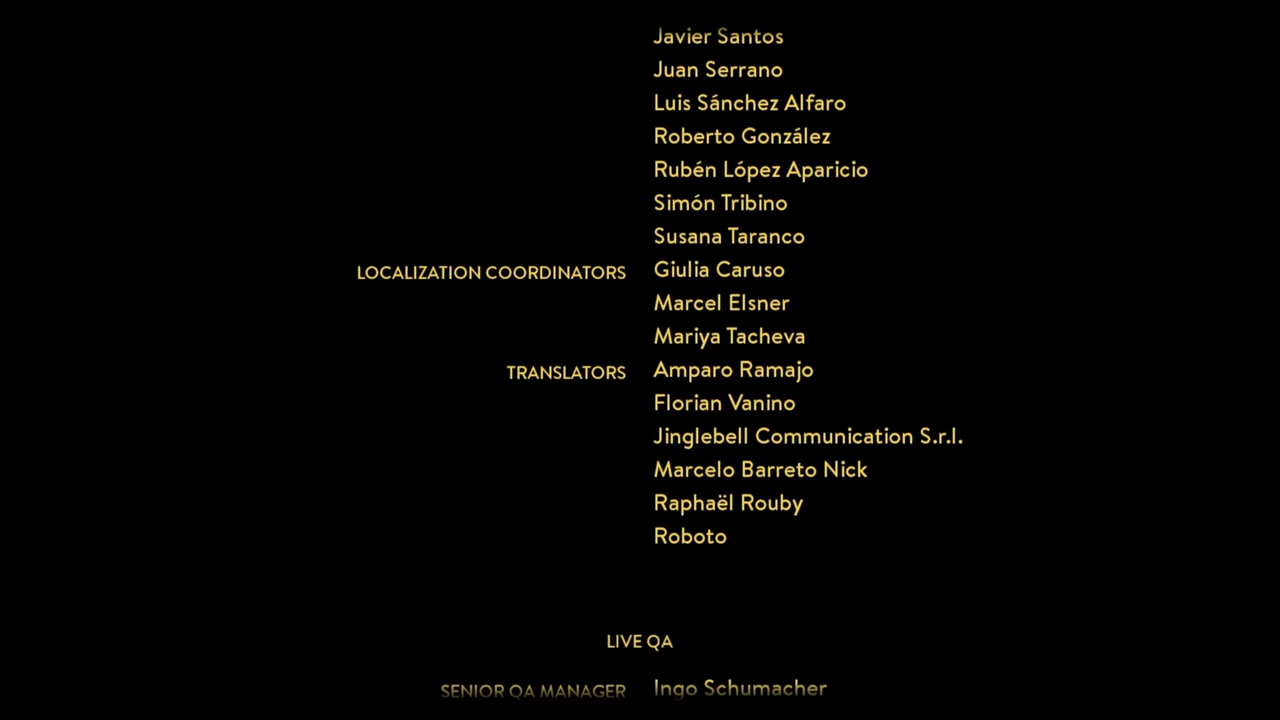 Javier Santos
Juan Serrano
Luis Sánchez Alfaro
Roberto González
Rubén López Aparicio
Simón Tribino
Susana Taranco
LOCALIZATION COORDINATORS Giulia Caruso
Marcel Elsner
Mariya Tacheva
TRANSLATORS Amparo Ramajo
Florian Vanino
Jinglebell Communication S.r.l.
Marcelo Barreto Nick
Raphaël Rouby
Roboto
LIVE QA
SENIOR QA MANAGER Ingo Schumacher